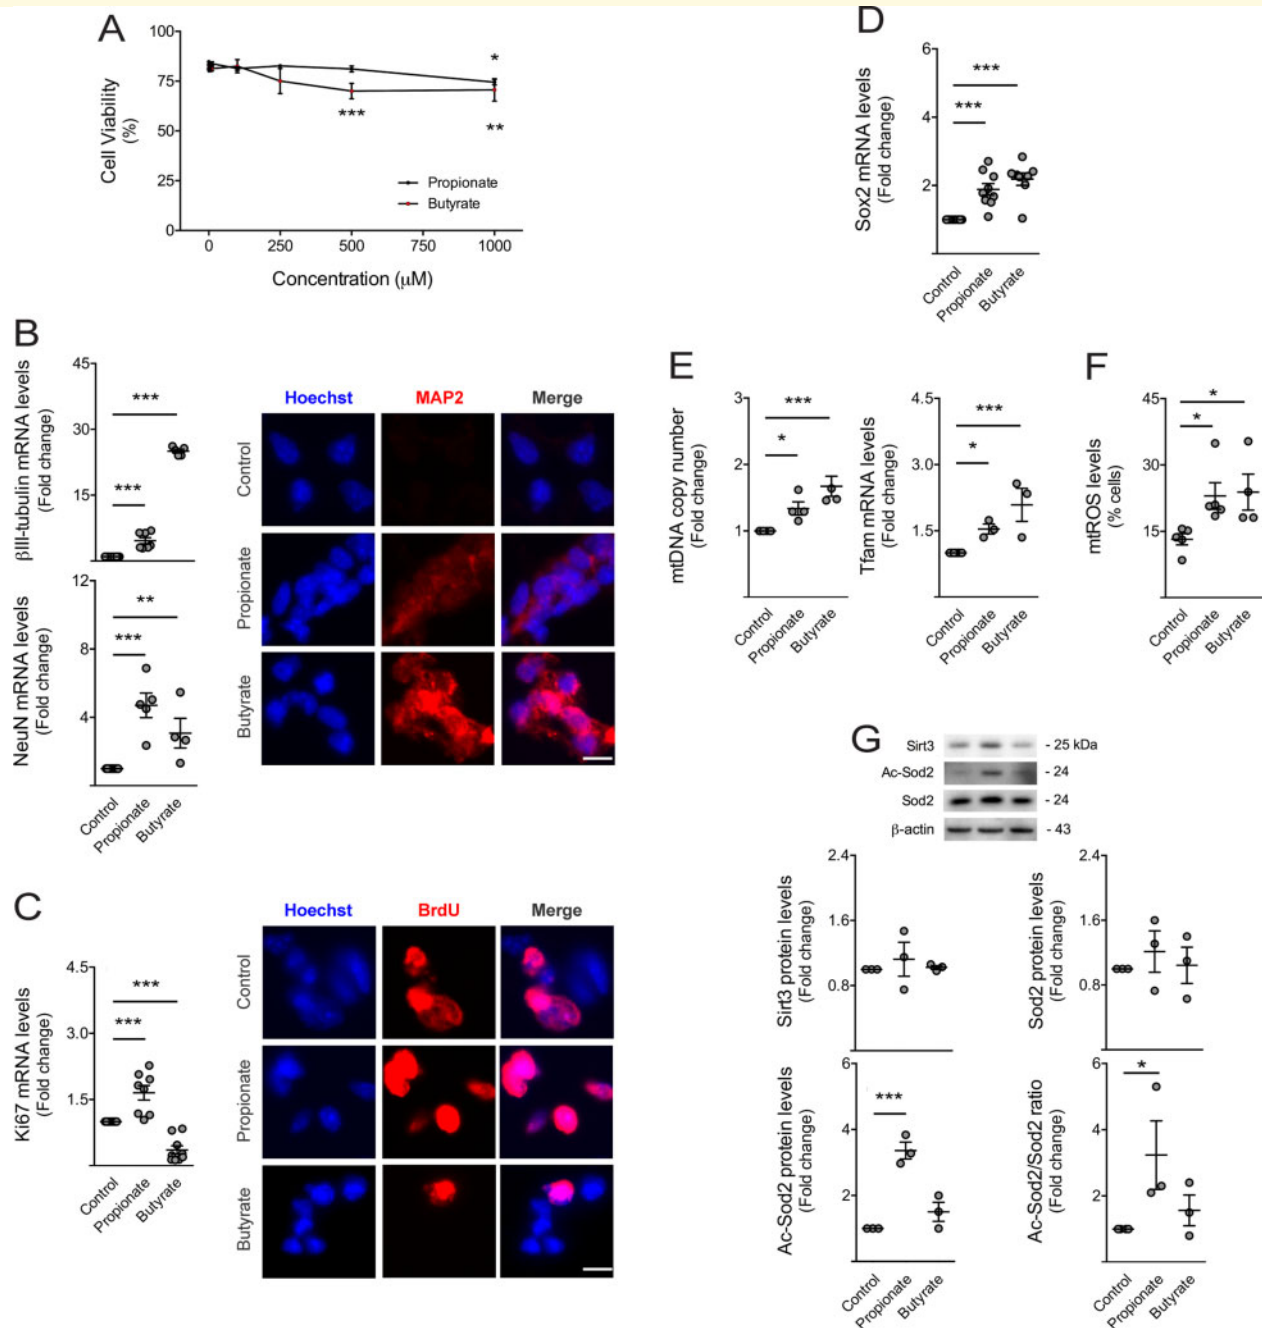 A
100
75
50
25
0
Cell Viability
(%)
*
***
**
Propionate
Butyrate
0 250 500 750 1000
Concentration (µM)
D
6
4
2
0
Sox2 mRNA levels
(Fold change)
***
***
Control
Propionate
Butyrate
B
45
30
15
βIII-tubulin mRNA levels
(Fold change)
***
***
12
8
4
NeuN mRNA levels
(Fold change)
**
***
Control
Propionate
Butyrate
Hoechst MAP2 Merge
Control
Propionate
Butyrate
E
3
2
1
mtDNA copy number
(Fold change)
***
*
Control
Propionate
Butyrate
4.5
3.0
1.5
Tfam mRNA levels
(Fold change)
***
*
Control
Propionate
Butyrate
F
45
30
15
mtROS levels
(% cells)
*
*
Control
Propionate
Butyrate
C
4.5
3.0
1.5
Ki67 mRNA levels
(Fold change)
***
***
Control
Propionate
Butyrate
Hoechst BrdU Merge
Control
Propionate
Butyrate
G
Sirt3 - 25 kDa
Ac-Sod2 - 24
Sod2 - 24
β-actin - 43
2.4
1.6
0.8
Sirt3 protein levels
(Fold change)
2.4
1.6
0.8
Sod2 protein levels
(Fold change)
6
4
2
Ac-Sod2 protein levels
(Fold change)
***
Control
Propionate
Butyrate
6
4
2
Ac-Sod2/Sod2 ratio
(Fold change)
*
Control
Propionate
Butyrate